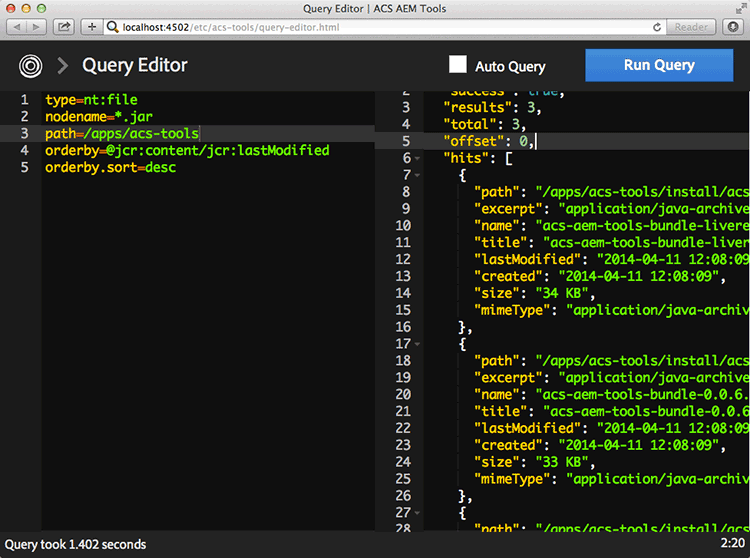 Query Editor | ACS AEM Tools
localhost:4502/etc/acs-tools/query-editor.html
Reader
Query Editor
Auto Query
Run Query
1 type=nt:file
2 nodename=*.jar
3 path=/apps/acs-tools
4 orderby=@jcr:content/jcr:lastModified
5 orderby.sort=desc
2 "success": true,
3 "results": 3,
4 "total": 3,
5 "offset": 0,
6 "hits": [
7 {
8 "path": "/apps/acs-tools/install/acs
9 "excerpt": "application/java-archive
10 "name": "acs-aem-tools-bundle-livere
11 "title": "acs-aem-tools-bundle-liver
12 "lastModified": "2014-04-11 12:08:09
13 "created": "2014-04-11 12:08:09",
14 "size": "34 KB",
15 "mimeType": "application/java-archiv
16 },
17 {
18 "path": "/apps/acs-tools/install/acs
19 "excerpt": "application/java-archive
20 "name": "acs-aem-tools-bundle-0.0.6.
21 "title": "acs-aem-tools-bundle-0.0.6
22 "lastModified": "2014-04-11 12:08:09
23 "created": "2014-04-11 12:08:09",
24 "size": "33 KB",
25 "mimeType": "application/java-archiv
26 },
27 {
28 "path": "/apps/acs-tools/install/acs
Query took 1.402 seconds
2:20